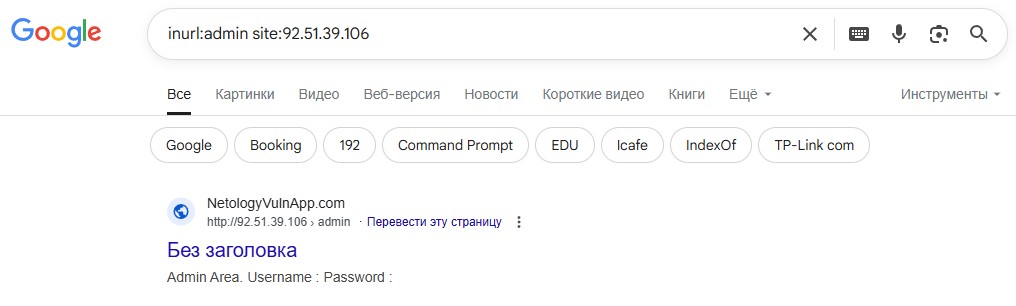 Google
inurl:admin site:92.51.39.106
Все Картинки Видео Веб-версия Новости Короткие видео Книги Ещё Инструменты
Google Booking 192 Command Prompt EDU Icafe IndexOf TP-Link com
NetologyVulnApp.com
http://92.51.39.106 › admin · Перевести эту страницу
Без заголовка
Admin Area. Username : Password :